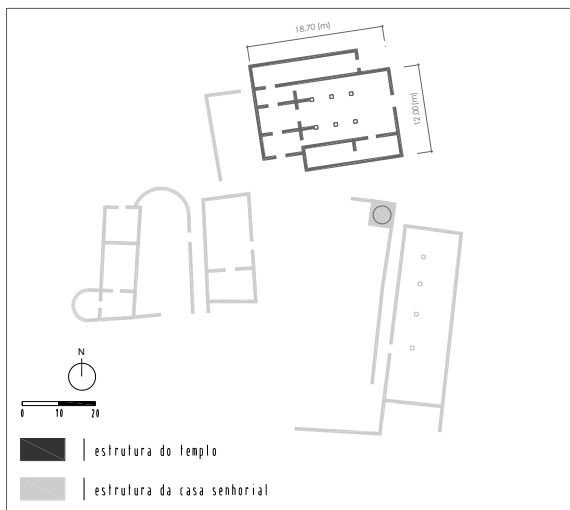 18.70 (m)
12.00(m)
N
0 10 20
estrutura do templo
estrutura da casa senhorial